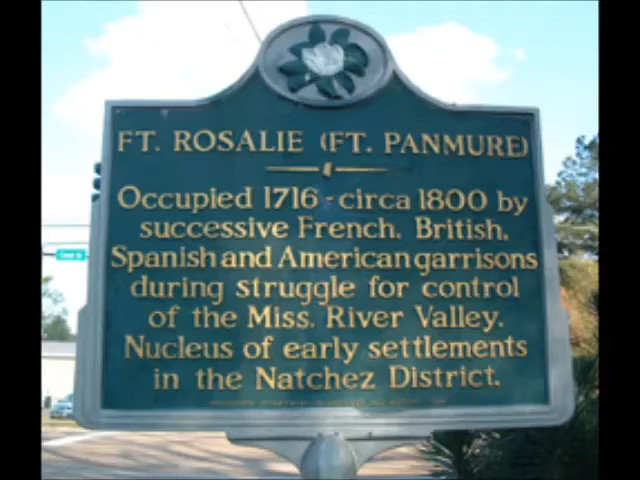 FT. ROSALIE (FT. PANMURE)
Occupied 1716 - circa 1800 by
successive French, British,
Spanish and American garrisons
during struggle for control
of the Miss. River Valley.
Nucleus of early settlements
in the Natchez District.